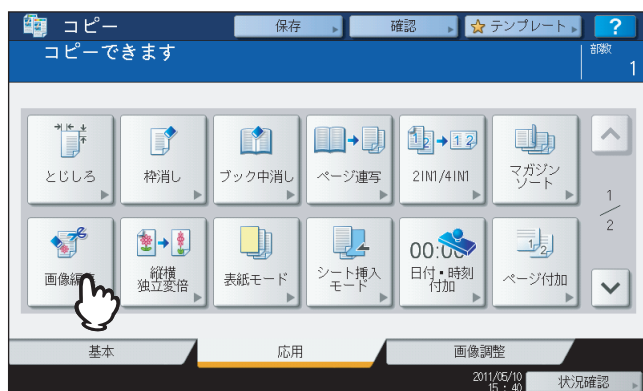 コピー
保存
確認
テンプレート
?
コピーできます
部数
1
とじしろ
枠消し
ブック中消し
ページ連写
2IN1/4IN1
マガジン
ソート
1
2
画像編
縦横
独立変倍
表紙モード
シート挿入
モード
00:00
日付・時刻
付加
1 2
ページ付加
基本
応用
画像調整
2011/05/10
15 : 40
状況確認